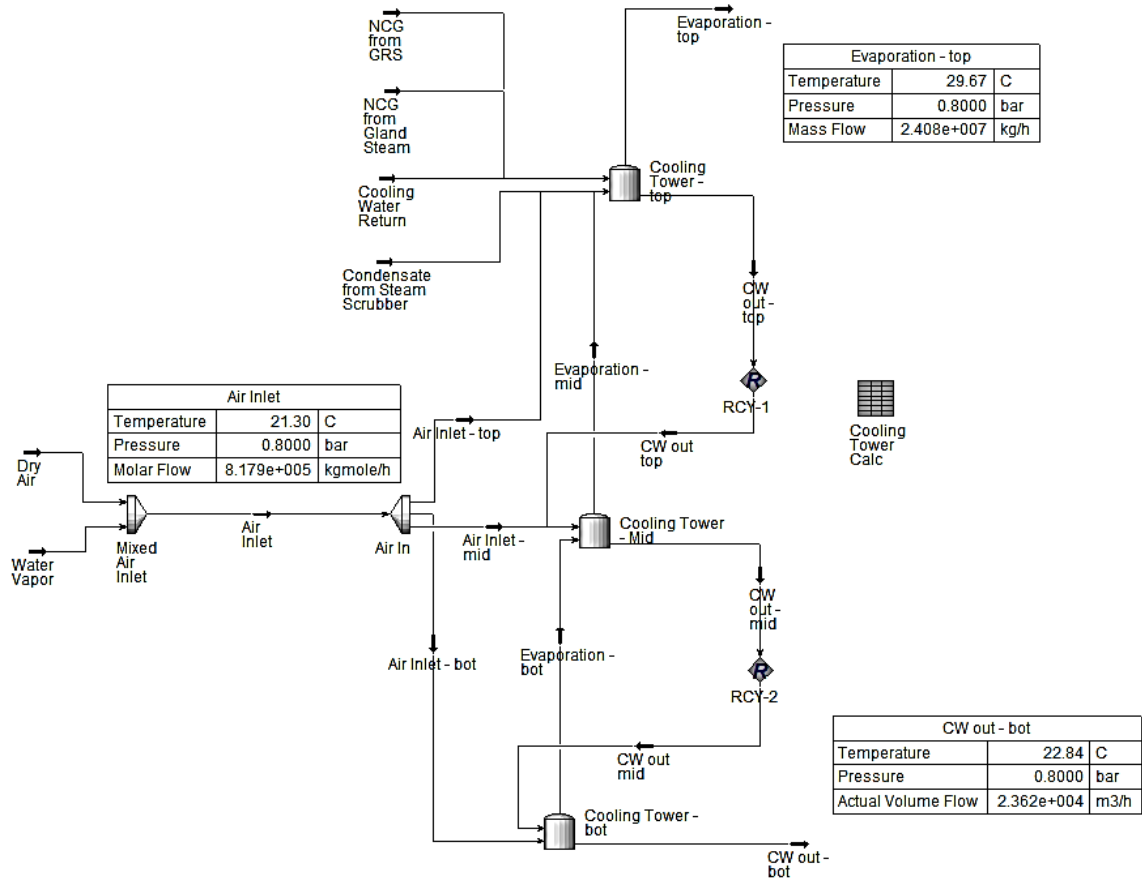 NCG
from
GRS
Evaporation -
top
Evaporation - top
Temperature 29.67 C
Pressure 0.8000 bar
Mass Flow 2.408e+007 kg/h
NCG
from
Gland
Steam
Cooling
Tower -
top
Cooling
Water
Return
Condensate
from Steam
Scrubber
CW
out -
top
Evaporation -
mid
R
RCY-1
Cooling
Tower
Calc
Air Inlet
Temperature 21.30 C
Pressure 0.8000 bar
Molar Flow 8.179e+005 kgmole/h
Air Inlet - top
CW out
top
Dry
Air
Water
Vapor
Mixed
Air
Inlet
Air
Inlet
Air In
Air Inlet -
mid
Cooling Tower
- Mid
CW
out -
mid
Air Inlet - bot
Evaporation -
bot
R
RCY-2
CW out - bot
Temperature 22.84 C
Pressure 0.8000 bar
Actual Volume Flow 2.362e+004 m3/h
CW out
mid
Cooling Tower -
bot
CW out -
bot